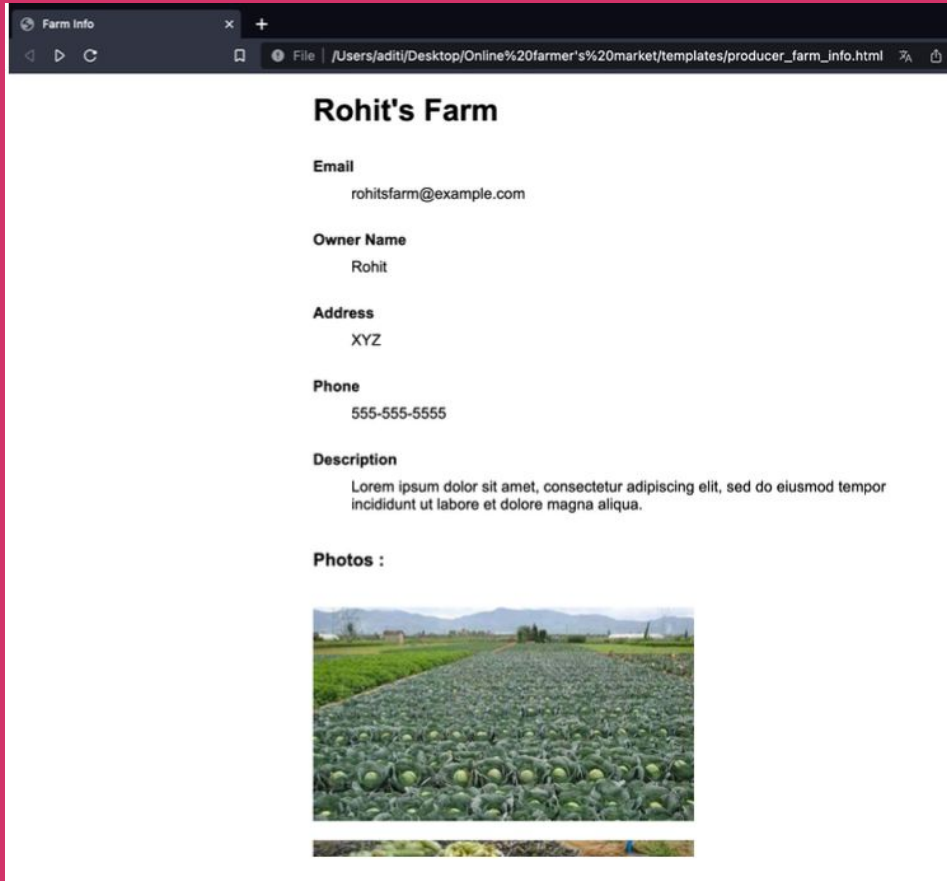 Farm Info
File | /Users/aditi/Desktop/Online%20farmer's%20market/templates/producer_farm_info.html
Rohit's Farm
Email
rohitsfarm@example.com
Owner Name
Rohit
Address
XYZ
Phone
555-555-5555
Description
Lorem ipsum dolor sit amet, consectetur adipiscing elit, sed do eiusmod tempor
incididunt ut labore et dolore magna aliqua.
Photos :